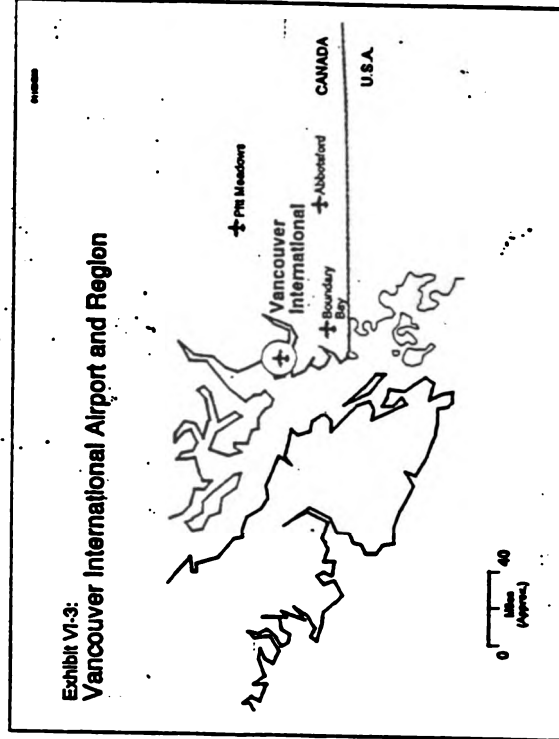 Exhibit VI-3:
Vancouver International Airport and Region
Pitt Meadows
Vancouver
International
Abbotsford
Boundary
Bay
CANADA
U.S.A.
0
40
Miles
(Approx.)